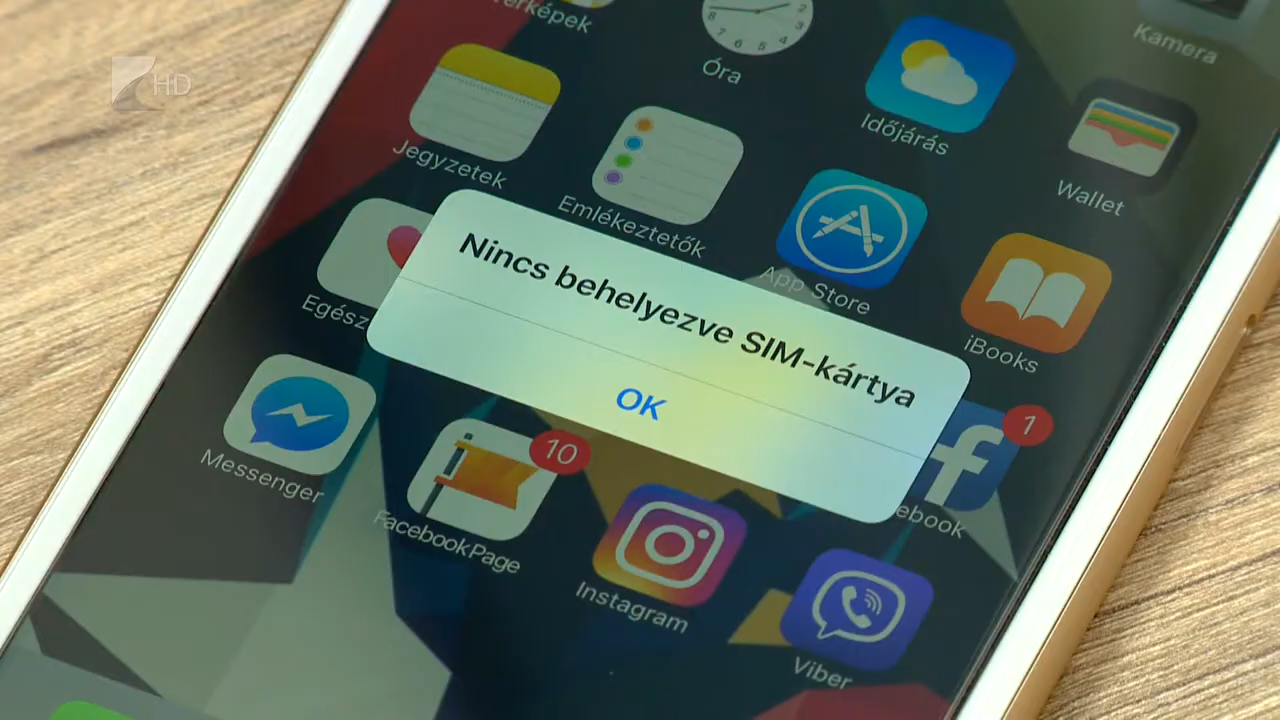 HD
Óra
Kamera
Időjárás
Jegyzetek
Wallet
Emlékeztetők
App Store
Nincs behelyezve SIM-kártya
iBooks
OK
1
10
Messenger
FacebookPage
Instagram
Viber